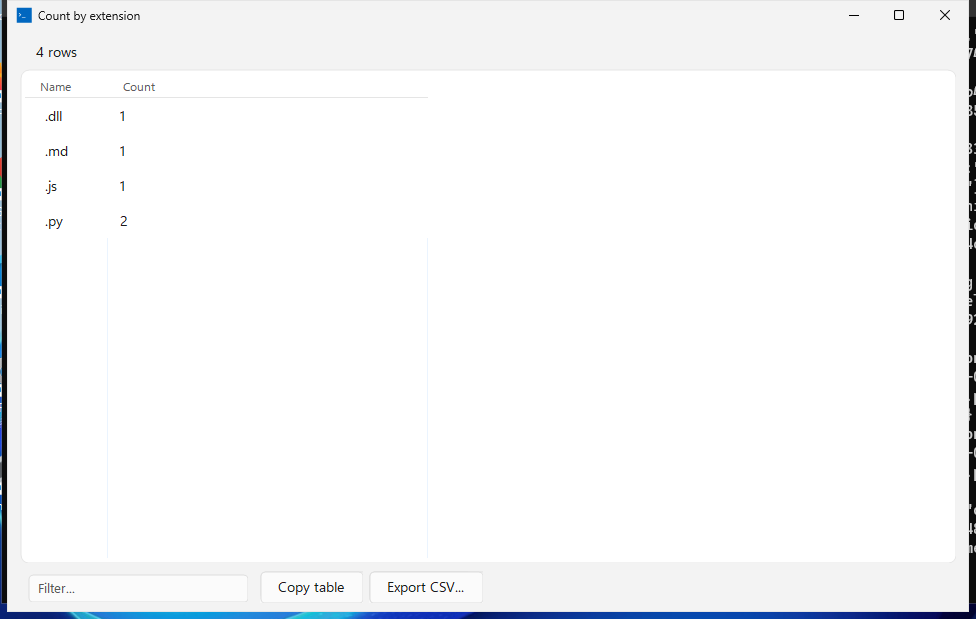 Count by extension
4 rows
Name Count
.dll 1
.md 1
.js 1
.py 2
Filter...
Copy table Export CSV...